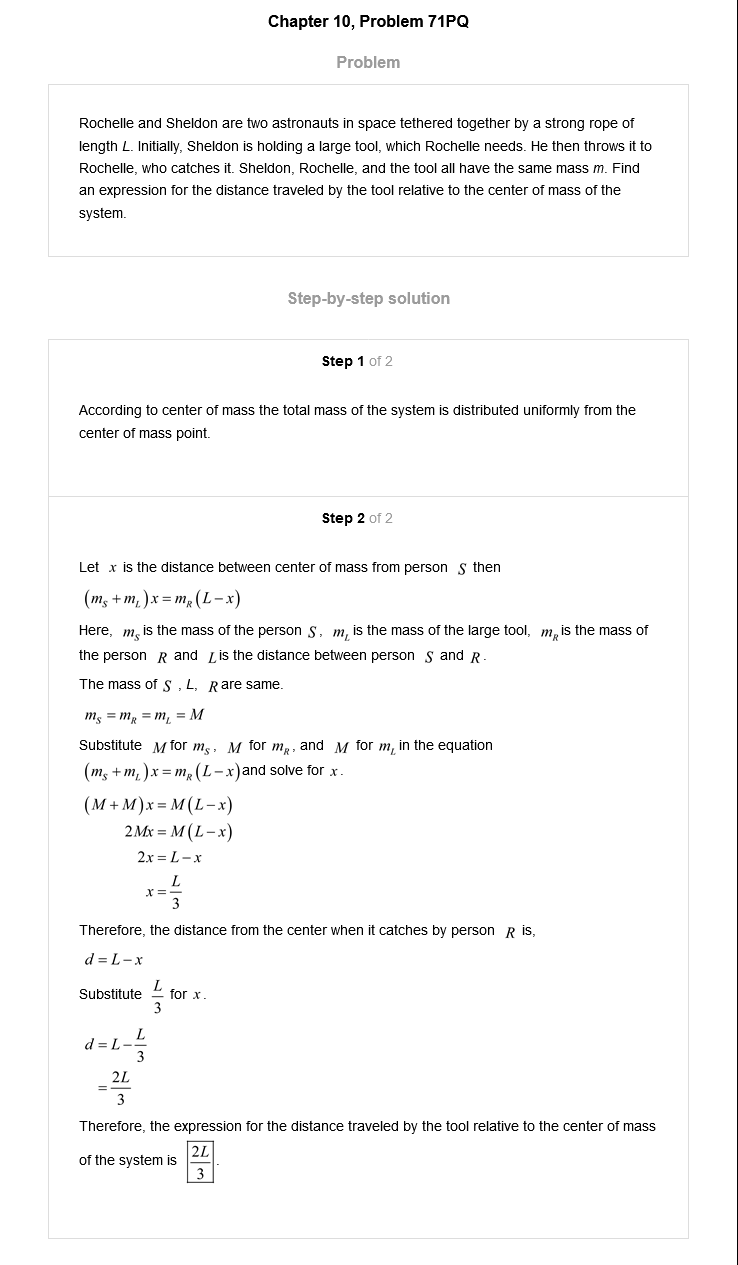 Chapter 10, Problem 71PQ
Problem
Rochelle and Sheldon are two astronauts in space tethered together by a strong rope of
length L. Initially, Sheldon is holding a large tool, which Rochelle needs. He then throws it to
Rochelle, who catches it. Sheldon, Rochelle, and the tool all have the same mass m. Find
an expression for the distance traveled by the tool relative to the center of mass of the
system.
Step-by-step solution
Step 1 of 2
According to center of mass the total mass of the system is distributed uniformly from the
center of mass point.
Step 2 of 2
Let x is the distance between center of mass from person S then
(m_S + m_L)x = m_R(L − x)
Here, m_S is the mass of the person S, m_L is the mass of the large tool, m_R is the mass of
the person R and L is the distance between person S and R.
The mass of S , L, R are same.
m_S = m_R = m_L = M
Substitute M for m_S, M for m_R, and M for m_L in the equation
(m_S + m_L)x = m_R(L − x) and solve for x.
(M + M)x = M(L − x)
2Mx = M(L − x)
2x = L − x
x = L/3
Therefore, the distance from the center when it catches by person R is,
d = L − x
Substitute L/3 for x.
d = L − L/3
= 2L/3
Therefore, the expression for the distance traveled by the tool relative to the center of mass
of the system is 2L/3.